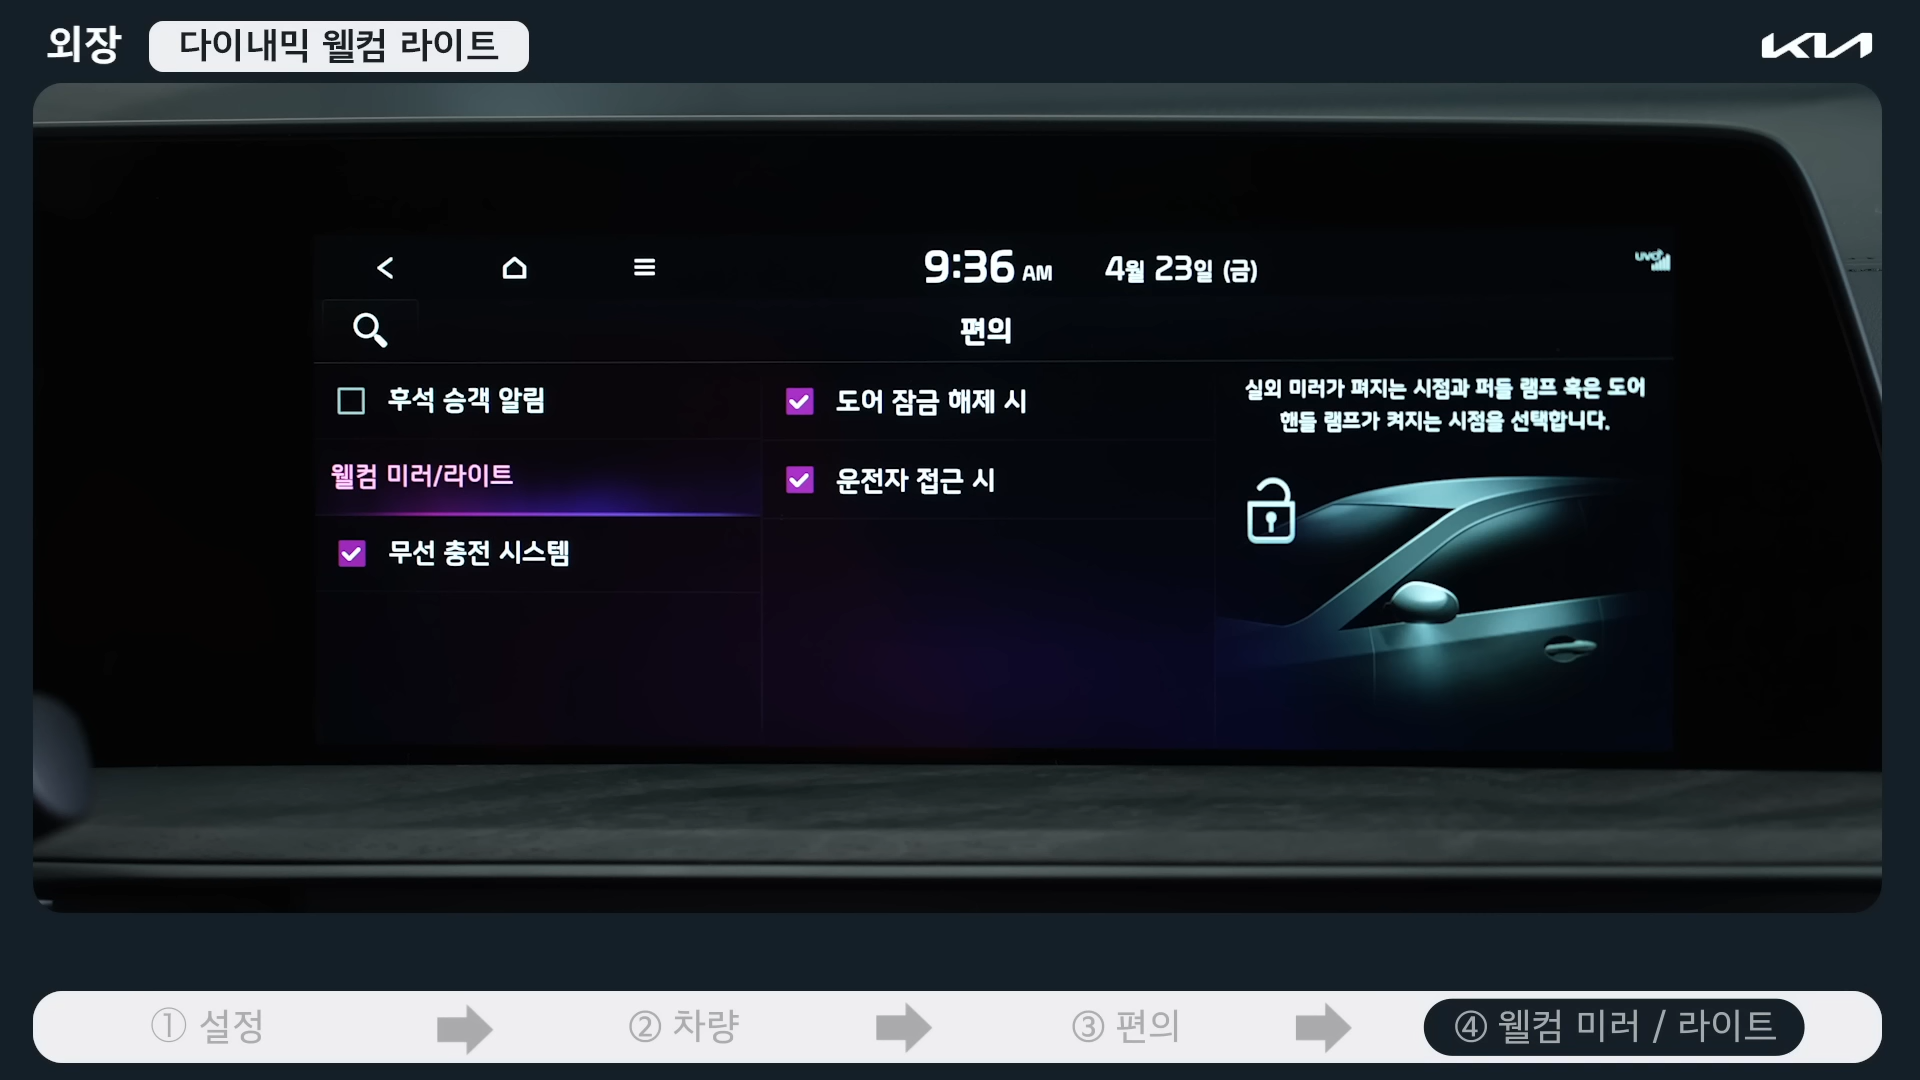 외장
다이내믹 웰컴 라이트
KIA
9:36 AM 4월 23일 (금)
UVO
편의
후석 승객 알림
웰컴 미러/라이트
무선 충전 시스템
도어 잠금 해제 시
운전자 접근 시
실외 미러가 펴지는 시점과 퍼들 램프 혹은 도어
핸들 램프가 켜지는 시점을 선택합니다.
① 설정
② 차량
③ 편의
④ 웰컴 미러 / 라이트